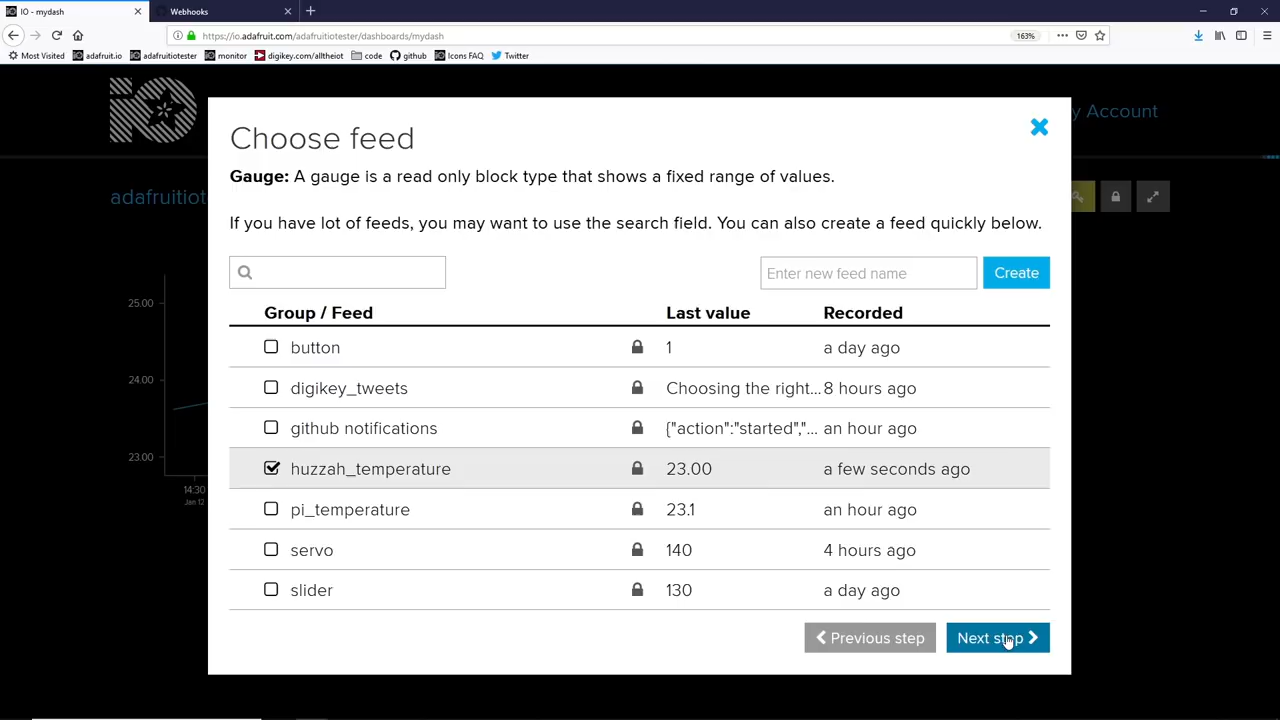 IO - mydash
Webhooks
https://io.adafruit.com/adafruitiotester/dashboards/mydash
163%
Most Visited
adafruit.io
adafruitiotester
monitor
digikey.com/alltheiot
code
github
Icons FAQ
Twitter
y Account
adafruitiot
Choose feed
Gauge: A gauge is a read only block type that shows a fixed range of values.
If you have lot of feeds, you may want to use the search field. You can also create a feed quickly below.
Enter new feed name
Create
Group / Feed Last value Recorded
button 1 a day ago
digikey_tweets Choosing the right... 8 hours ago
github notifications {"action":"started","... an hour ago
huzzah_temperature 23.00 a few seconds ago
pi_temperature 23.1 an hour ago
servo 140 4 hours ago
slider 130 a day ago
Previous step
Next step
25.00
24.00
23.00
14:30
Jan 12